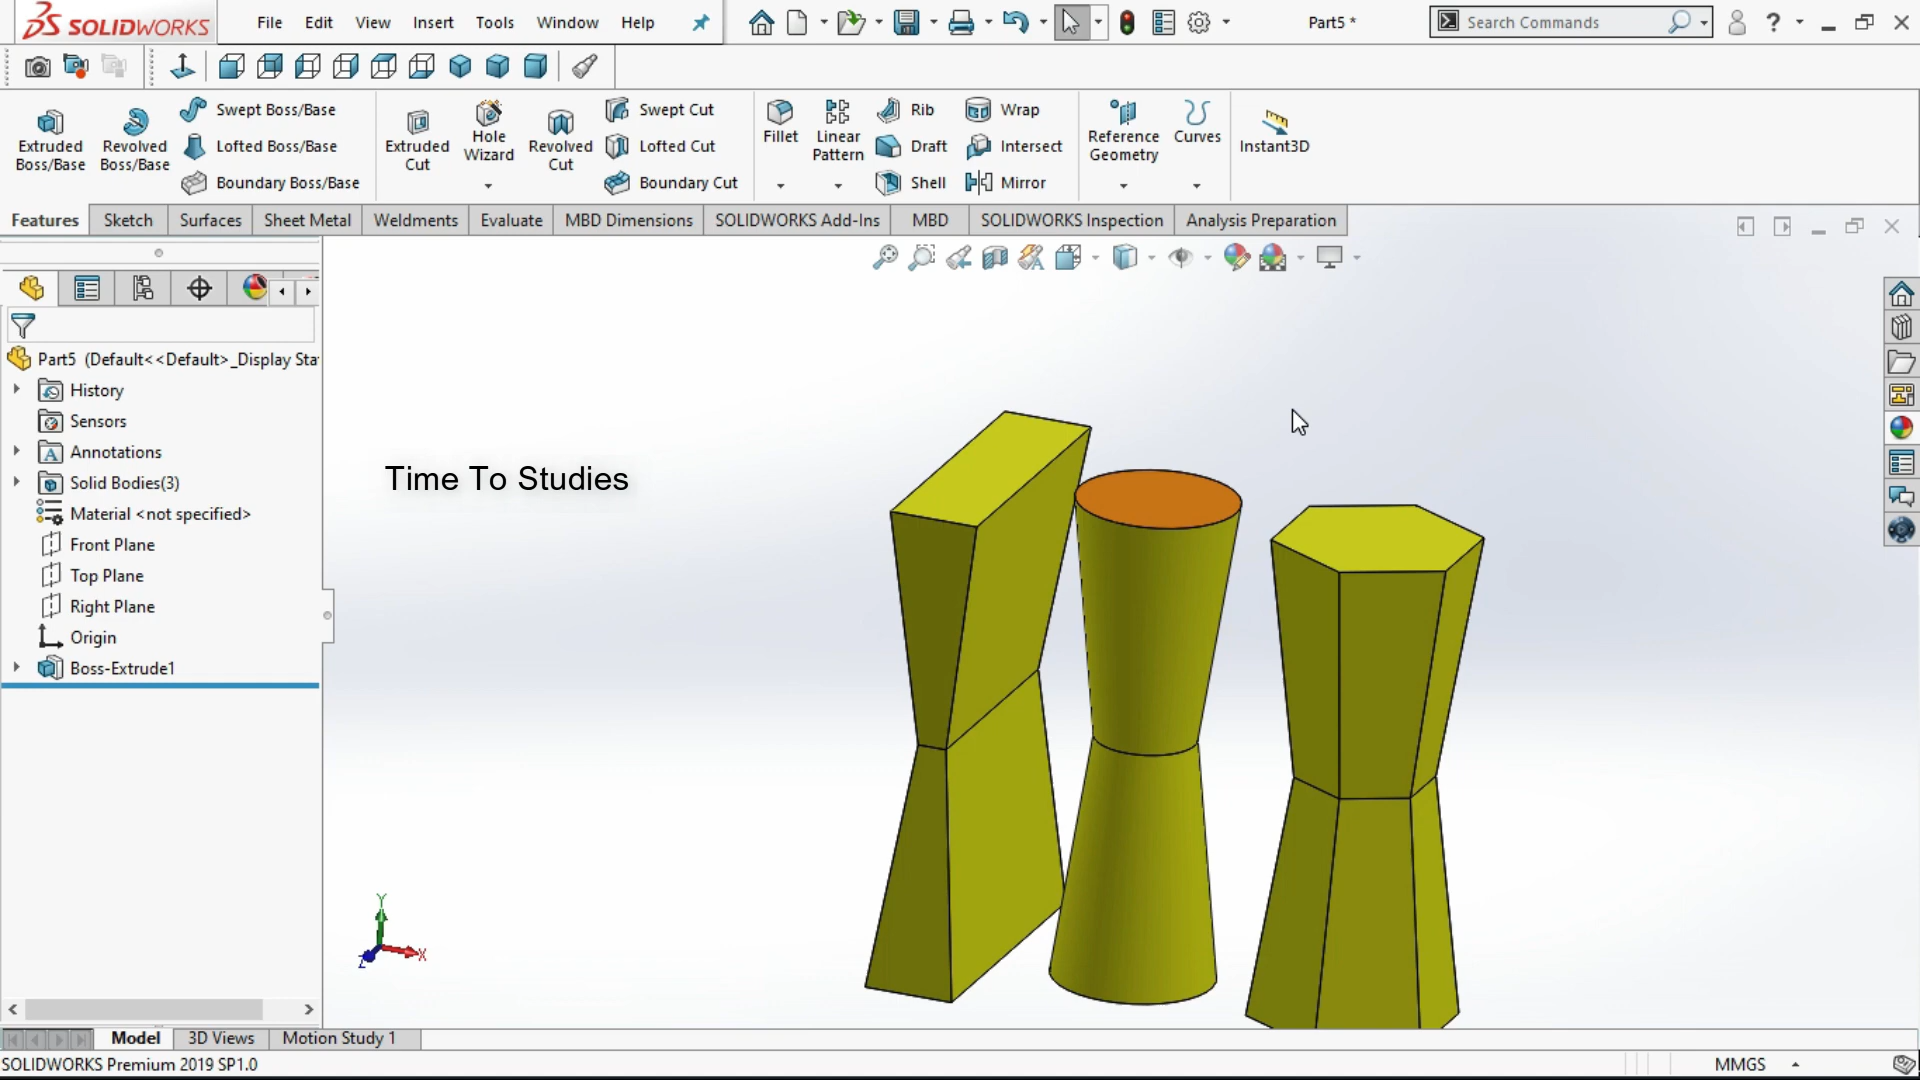 SOLIDWORKS File Edit View Insert Tools Window Help Part5 * Search Commands ?
Extruded Boss/Base
Revolved Boss/Base
Swept Boss/Base
Lofted Boss/Base
Boundary Boss/Base
Extruded Cut
Hole Wizard
Revolved Cut
Swept Cut
Lofted Cut
Boundary Cut
Fillet
Linear Pattern
Rib
Draft
Shell
Wrap
Intersect
Mirror
Reference Geometry
Curves
Instant3D
Features Sketch Surfaces Sheet Metal Weldments Evaluate MBD Dimensions SOLIDWORKS Add-Ins MBD SOLIDWORKS Inspection Analysis Preparation
Part5 (Default<<Default>_Display Sta
History
Sensors
Annotations
Solid Bodies(3)
Material <not specified>
Front Plane
Top Plane
Right Plane
Origin
Boss-Extrude1
Time To Studies
Y
X
Z
Model 3D Views Motion Study 1
SOLIDWORKS Premium 2019 SP1.0 MMGS